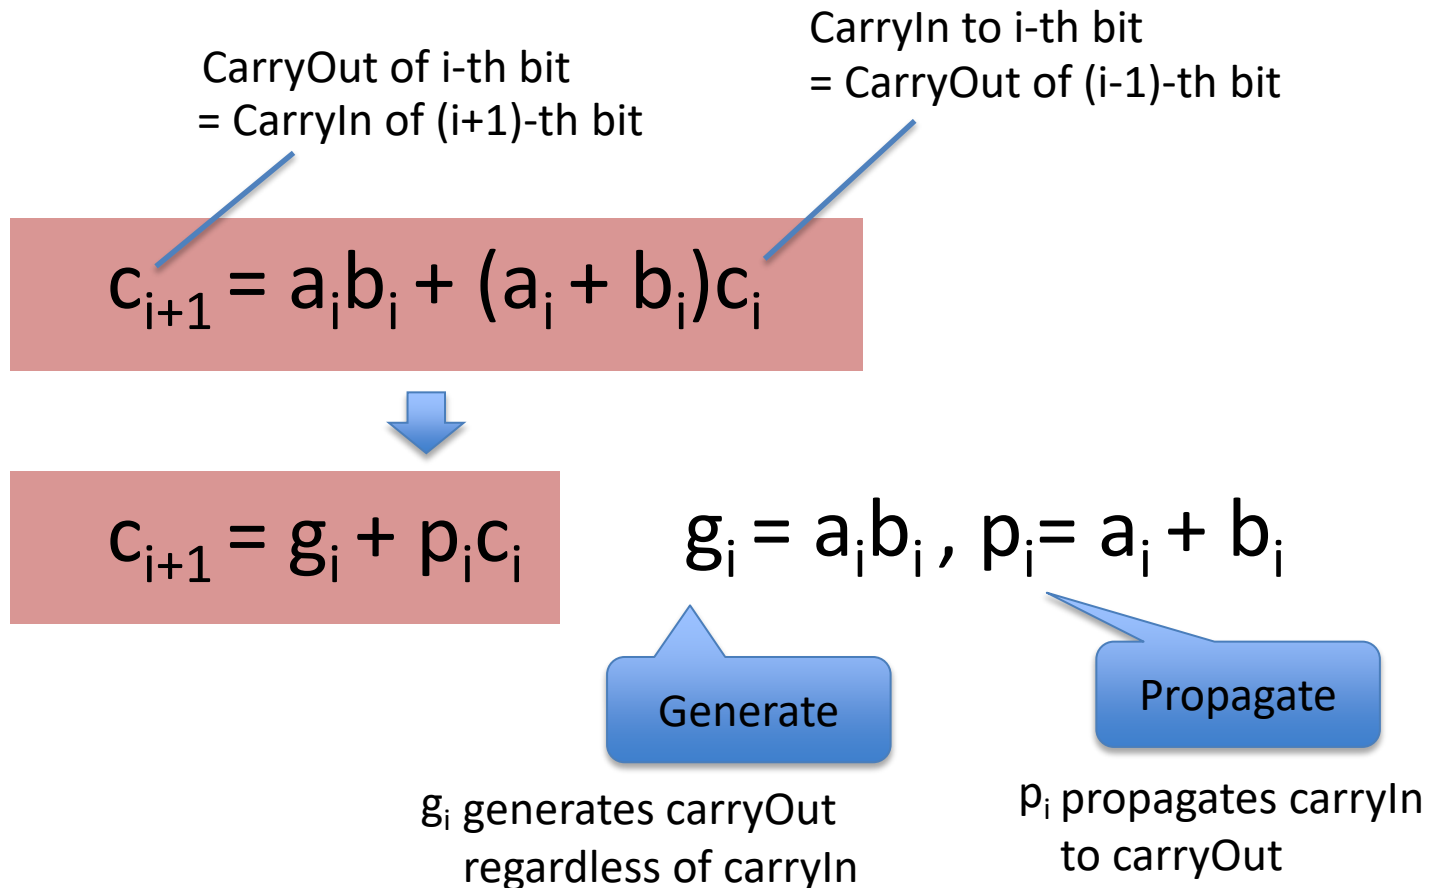 CarryOut of i-th bit
= CarryIn of (i+1)-th bit
CarryIn to i-th bit
= CarryOut of (i-1)-th bit
cᵢ₊₁ = aᵢbᵢ + (aᵢ + bᵢ)cᵢ
cᵢ₊₁ = gᵢ + pᵢcᵢ
gᵢ = aᵢbᵢ , pᵢ= aᵢ + bᵢ
Generate
Propagate
gᵢ generates carryOut
regardless of carryIn
pᵢ propagates carryIn
to carryOut